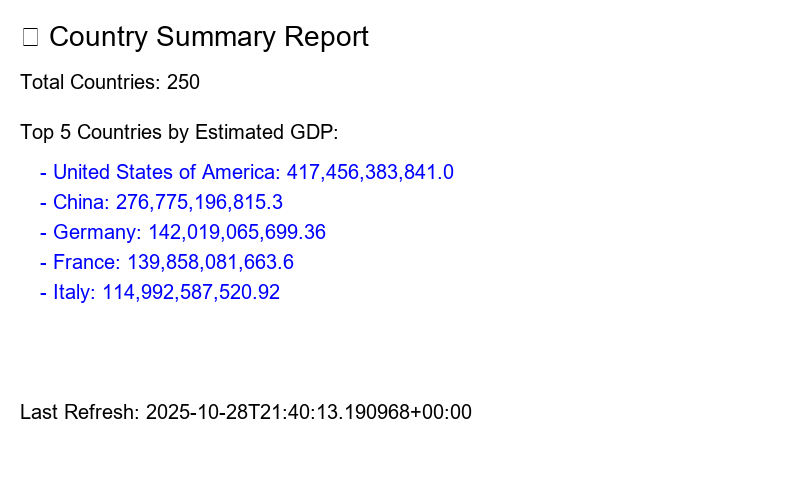 Country Summary Report
Total Countries: 250
Top 5 Countries by Estimated GDP:
- United States of America: 417,456,383,841.0
- China: 276,775,196,815.3
- Germany: 142,019,065,699.36
- France: 139,858,081,663.6
- Italy: 114,992,587,520.92
Last Refresh: 2025-10-28T21:40:13.190968+00:00